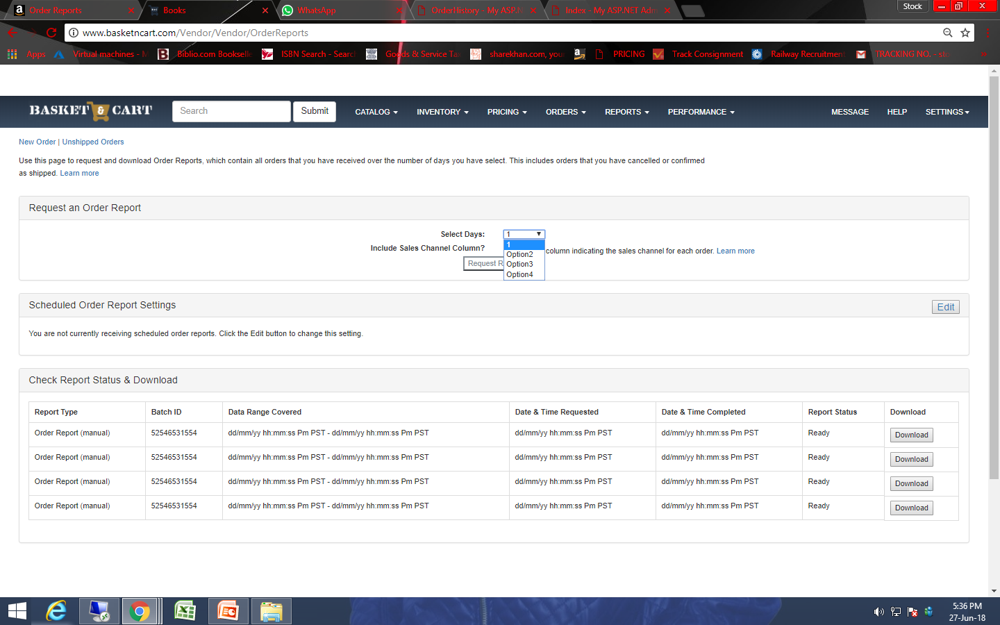 Order Reports
Books
WhatsApp
OrderHistory - My ASP.N
Index - My ASP.NET Adm
Stock
www.basketncart.com/Vendor/Vendor/OrderReports
Apps
Virtual machines - M
Biblio.com Bookselle
ISBN Search - Search
Goods & Service Tax
sharekhan.com, your
PRICING
Track Consignment
Railway Recruitment
TRACKING NO. - sto
BASKET & CART
Search
Submit
CATALOG
INVENTORY
PRICING
ORDERS
REPORTS
PERFORMANCE
MESSAGE
HELP
SETTINGS
New Order | Unshipped Orders
Use this page to request and download Order Reports, which contain all orders that you have received over the number of days you have select. This includes orders that you have cancelled or confirmed
as shipped. Learn more
Request an Order Report
Select Days: 1
1
Include Sales Channel Column? column indicating the sales channel for each order. Learn more
Option2
Request R
Option3
Option4
Scheduled Order Report Settings
Edit
You are not currently receiving scheduled order reports. Click the Edit button to change this setting.
Check Report Status & Download
Report Type Batch ID Data Range Covered Date & Time Requested Date & Time Completed Report Status Download
Order Report (manual) 52546531554 dd/mm/yy hh:mm:ss Pm PST - dd/mm/yy hh:mm:ss Pm PST dd/mm/yy hh:mm:ss Pm PST dd/mm/yy hh:mm:ss Pm PST Ready Download
Order Report (manual) 52546531554 dd/mm/yy hh:mm:ss Pm PST - dd/mm/yy hh:mm:ss Pm PST dd/mm/yy hh:mm:ss Pm PST dd/mm/yy hh:mm:ss Pm PST Ready Download
Order Report (manual) 52546531554 dd/mm/yy hh:mm:ss Pm PST - dd/mm/yy hh:mm:ss Pm PST dd/mm/yy hh:mm:ss Pm PST dd/mm/yy hh:mm:ss Pm PST Ready Download
Order Report (manual) 52546531554 dd/mm/yy hh:mm:ss Pm PST - dd/mm/yy hh:mm:ss Pm PST dd/mm/yy hh:mm:ss Pm PST dd/mm/yy hh:mm:ss Pm PST Ready Download
5:36 PM
27-Jun-18